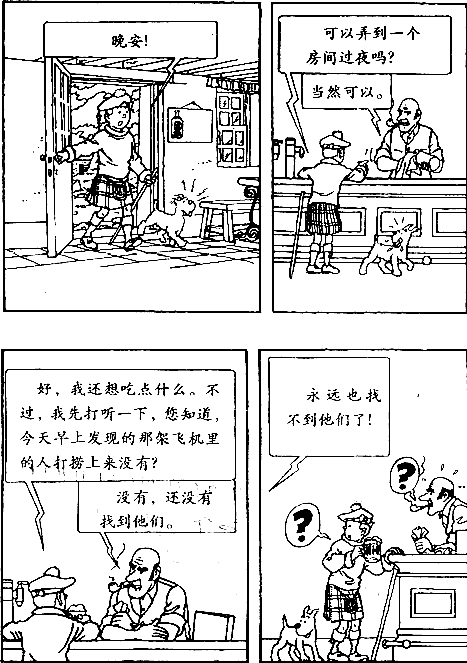 晚安!
可以弄到一个
房间过夜吗?
当然可以。
好，我还想吃点什么。不
过，我先打听一下，您知道，
今天早上发现的那架飞机里
的人打捞上来没有?
没有，还没有
找到他们。
永远也找
不到他们了!
?
?